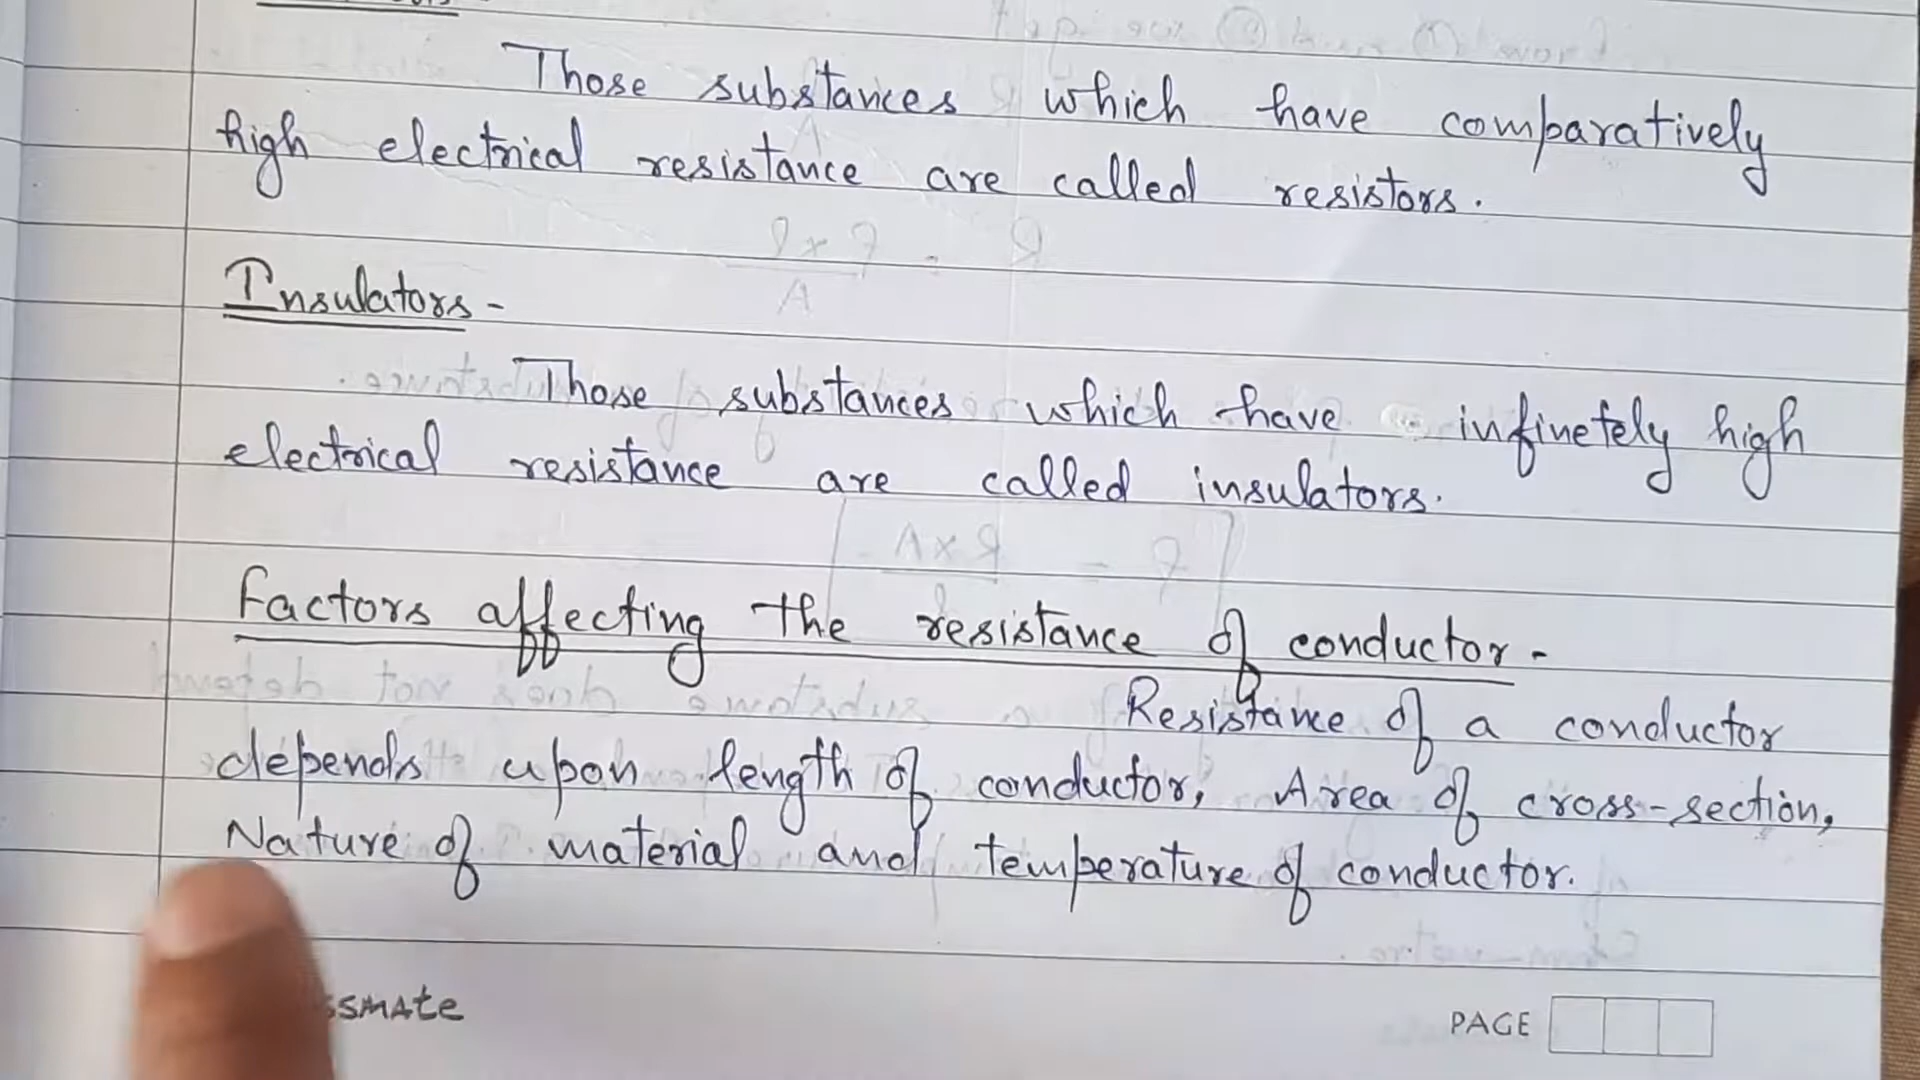 Those substances which have comparatively
high electrical resistance are called resistors.
Insulators -
Those substances which have infinetely high
electrical resistance are called insulators.
Factors affecting the resistance of conductor -
Resistance of a conductor
depends upon length of conductor, Area of cross-section,
Nature of material and temperature of conductor.
ssmate
PAGE